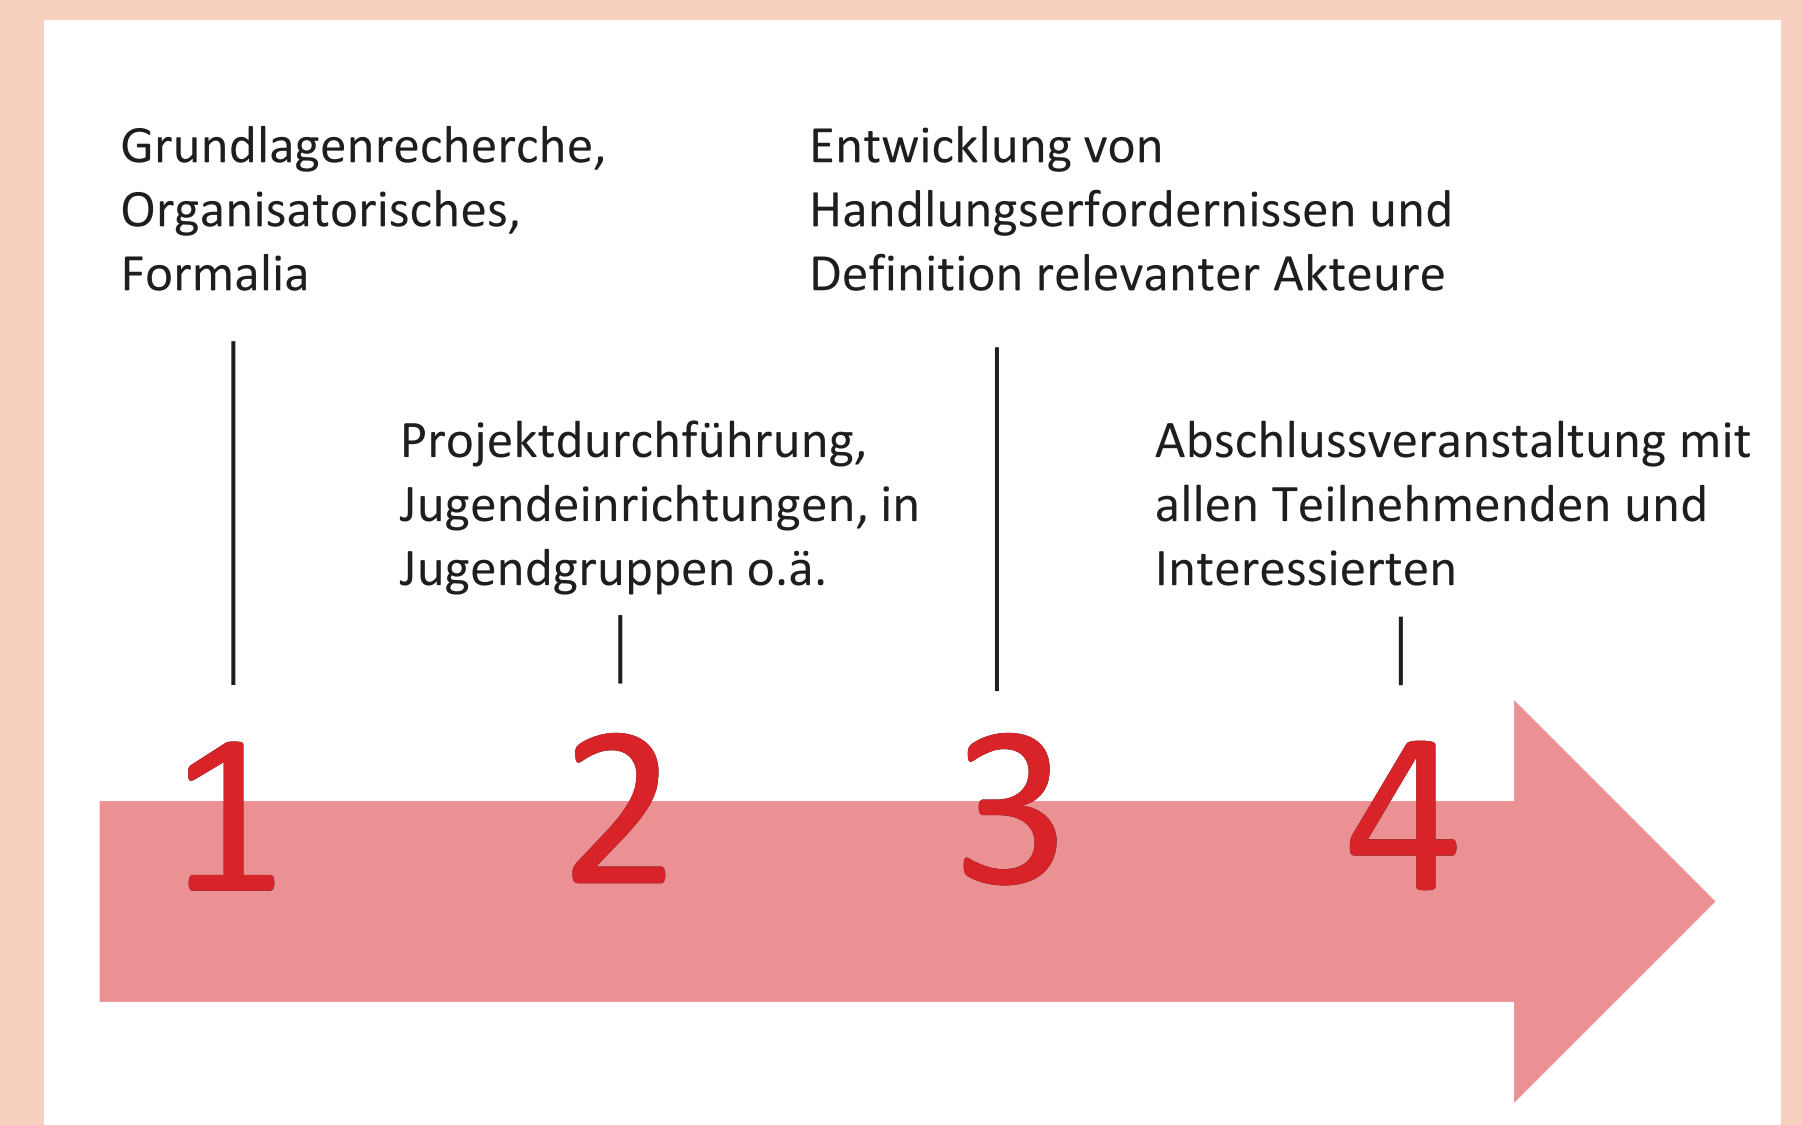 Grundlagenrecherche,
Organisatorisches,
Formalia
Projektdurchführung,
Jugendeinrichtungen, in
Jugendgruppen o.ä.
Entwicklung von
Handlungserfordernissen und
Definition relevanter Akteure
Abschlussveranstaltung mit
allen Teilnehmenden und
Interessierten
1 2 3 4